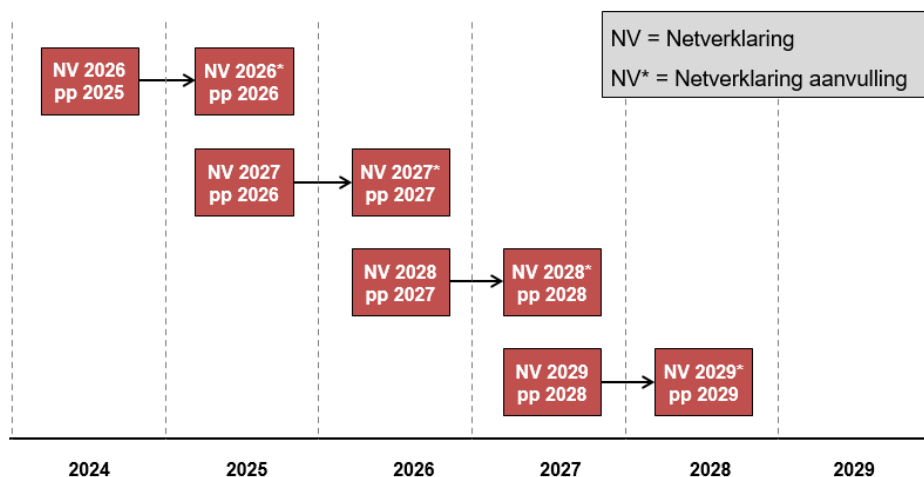 NV = Netverklaring
NV* = Netverklaring aanvulling
NV 2026
pp 2025
NV 2026*
pp 2026
NV 2027
pp 2026
NV 2027*
pp 2027
NV 2028
pp 2027
NV 2028*
pp 2028
NV 2029
pp 2028
NV 2029*
pp 2029
2024 2025 2026 2027 2028 2029